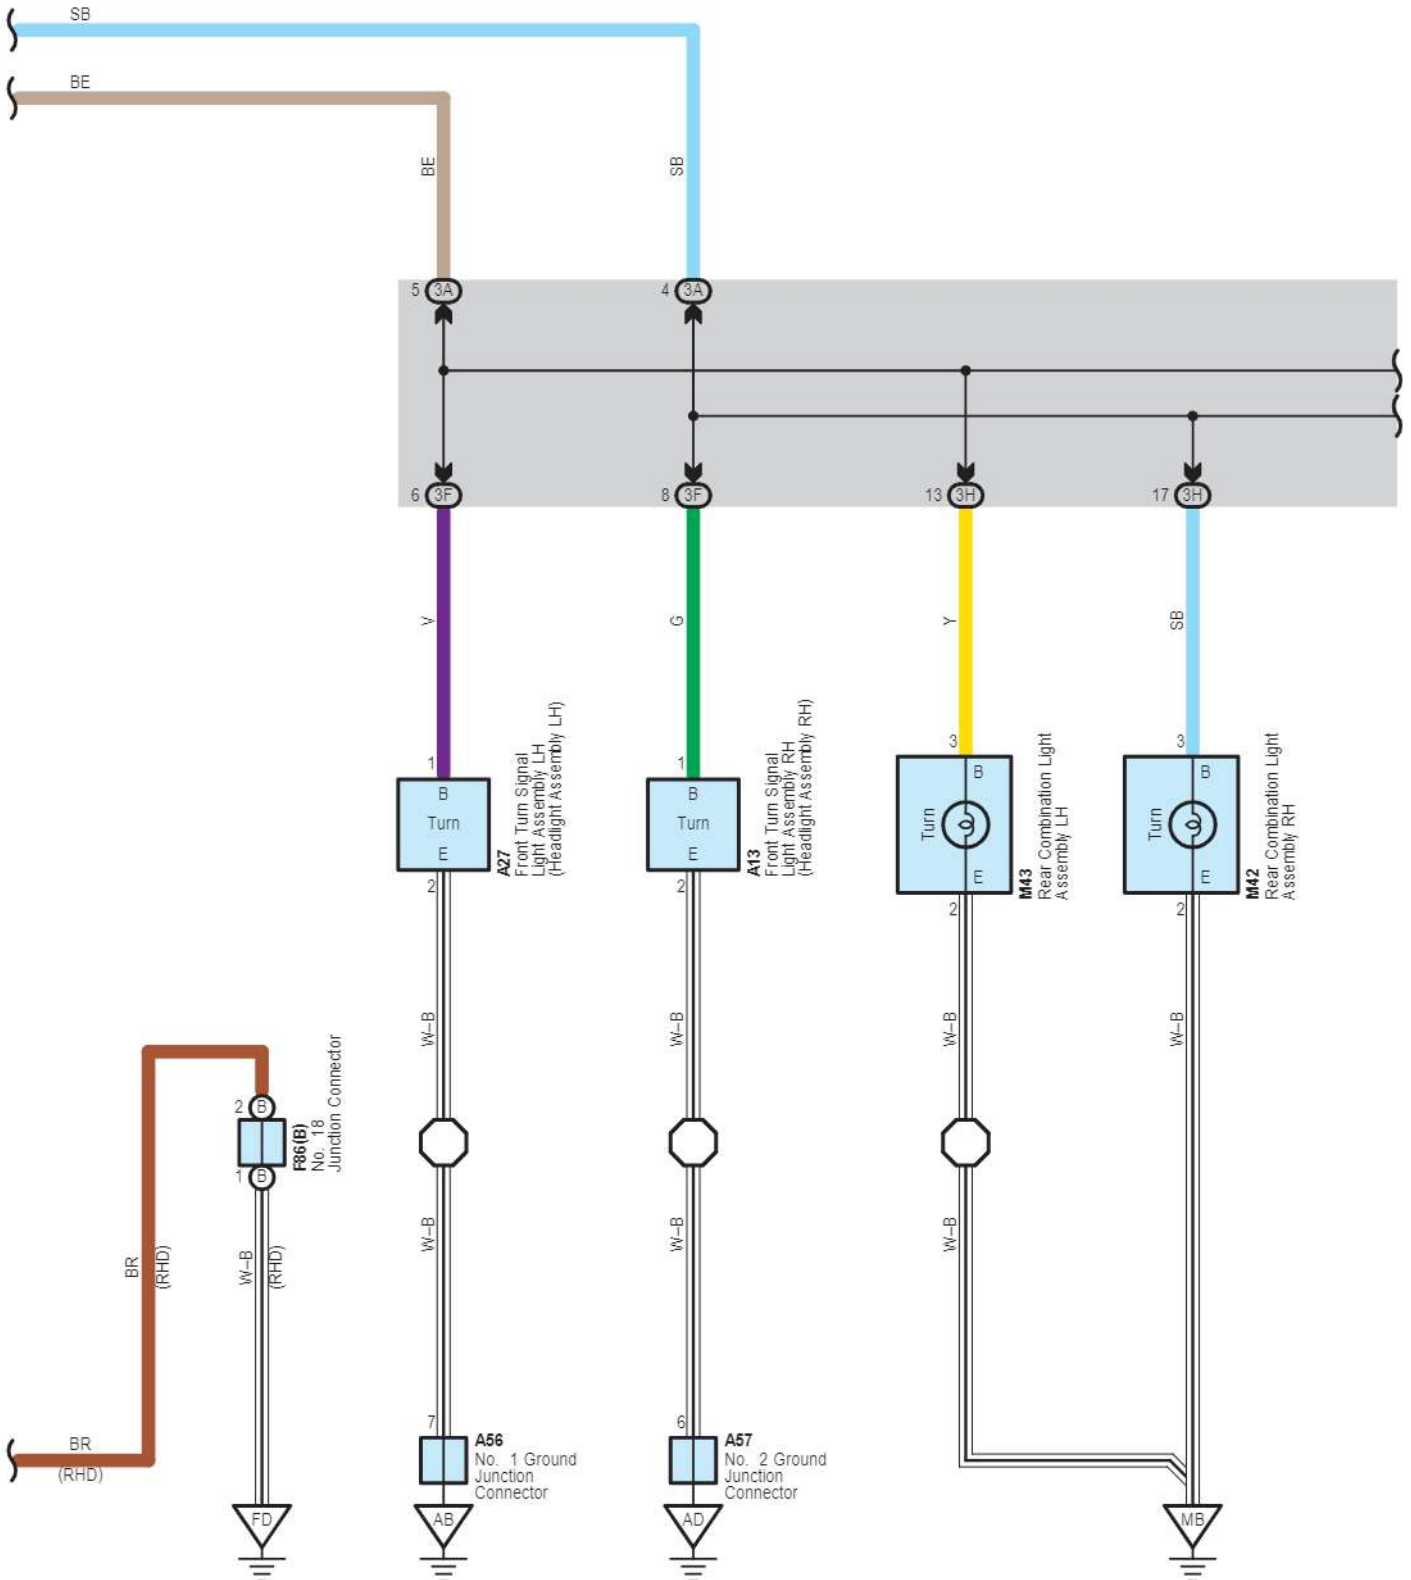 SB
BE
BE
SB
5 3A
4 3A
6 3F
8 3F
13 3H
17 3H
V
G
Y
SB
1
B
Turn
E
2
A27
Front Turn Signal
Light Assembly LH
(Headlight Assembly LH)
1
B
Turn
E
2
A13
Front Turn Signal
Light Assembly RH
(Headlight Assembly RH)
3
B
Turn
E
2
M43
Rear Combination Light
Assembly LH
3
B
Turn
E
2
M42
Rear Combination Light
Assembly RH
W–B
W–B
W–B
W–B
2 B
F86(B)
No. 18
Junction Connector
1 B
BR
(RHD)
W–B
(RHD)
W–B
W–B
W–B
BR
(RHD)
7
A56
No. 1 Ground
Junction
Connector
6
A57
No. 2 Ground
Junction
Connector
FD
AB
AD
MB